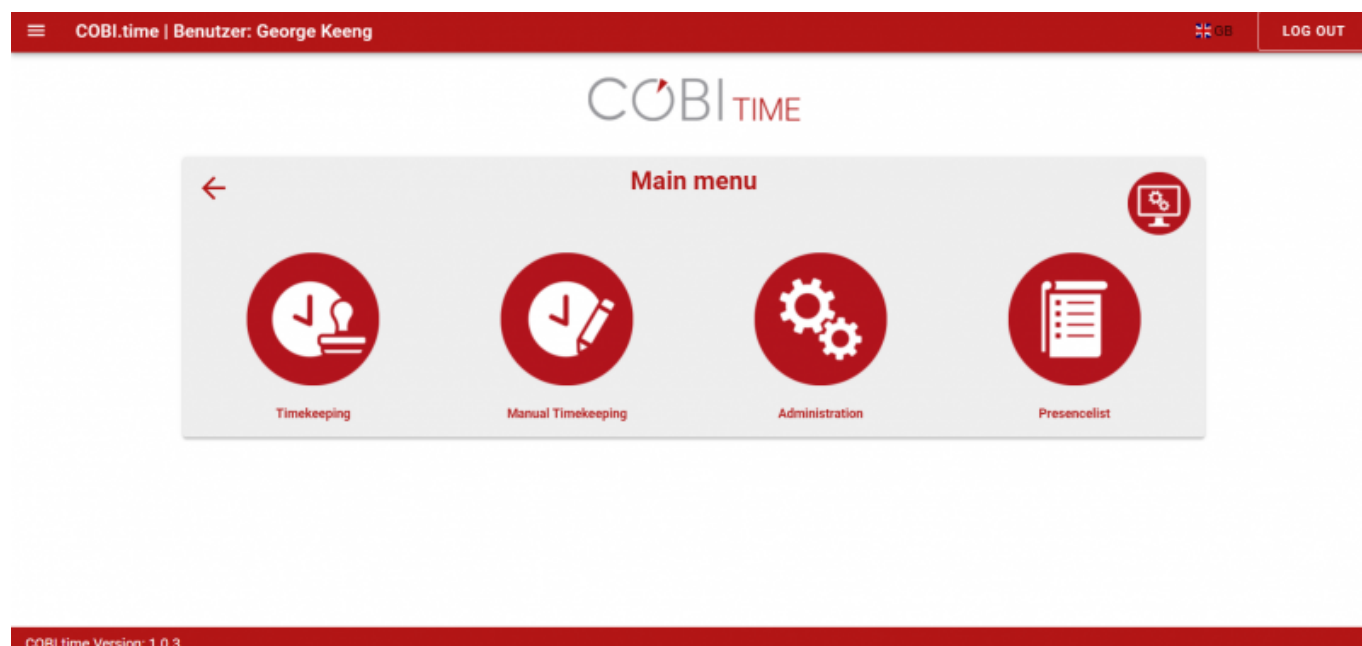 COBI.time | Benutzer: George Keeng
GB
LOG OUT
COBI TIME
Main menu
Timekeeping
Manual Timekeeping
Administration
Presencelist
COBI.time Version: 1.0.3